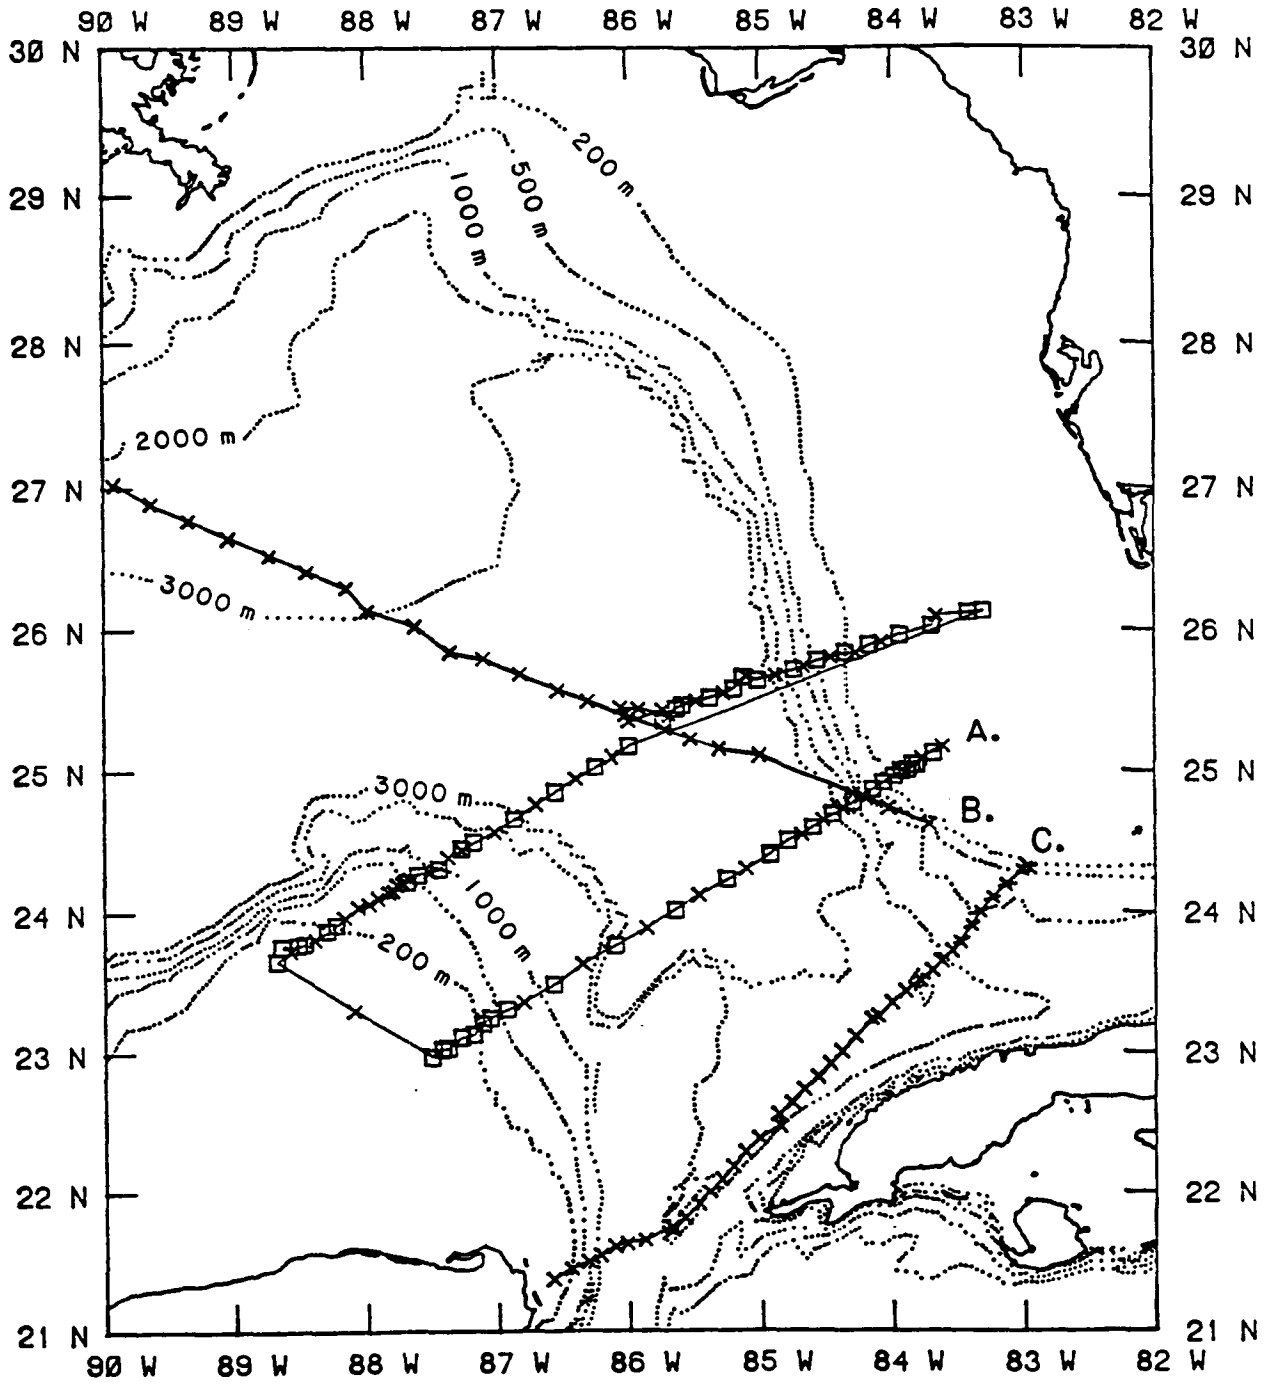 90 W 89 W 88 W 87 W 86 W 85 W 84 W 83 W 82 W
30 N 30 N
200 m
500 m
1000 m
29 N 29 N
28 N 28 N
2000 m
27 N 27 N
3000 m
26 N 26 N
A.
25 N 25 N
3000 m
B.
C.
1000 m
24 N 24 N
200 m
23 N 23 N
22 N 22 N
21 N 21 N
90 W 89 W 88 W 87 W 86 W 85 W 84 W 83 W 82 W